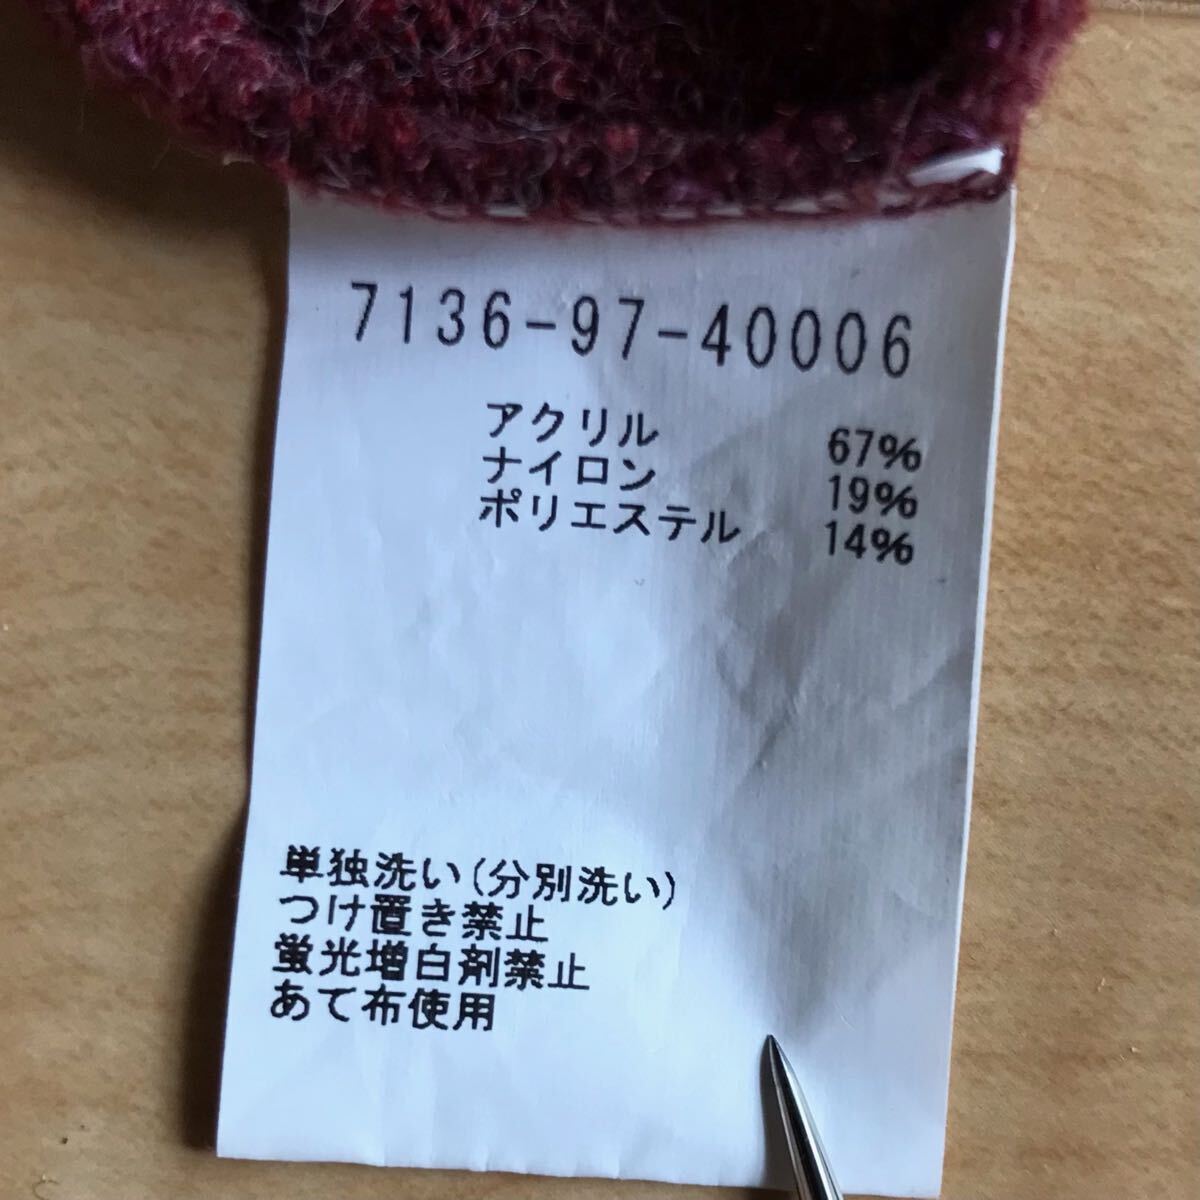 7136-97-40006
アクリル 67%
ナイロン 19%
ポリエステル 14%
単独洗い(分別洗い)
つけ置き禁止
蛍光増白剤禁止
あて布使用